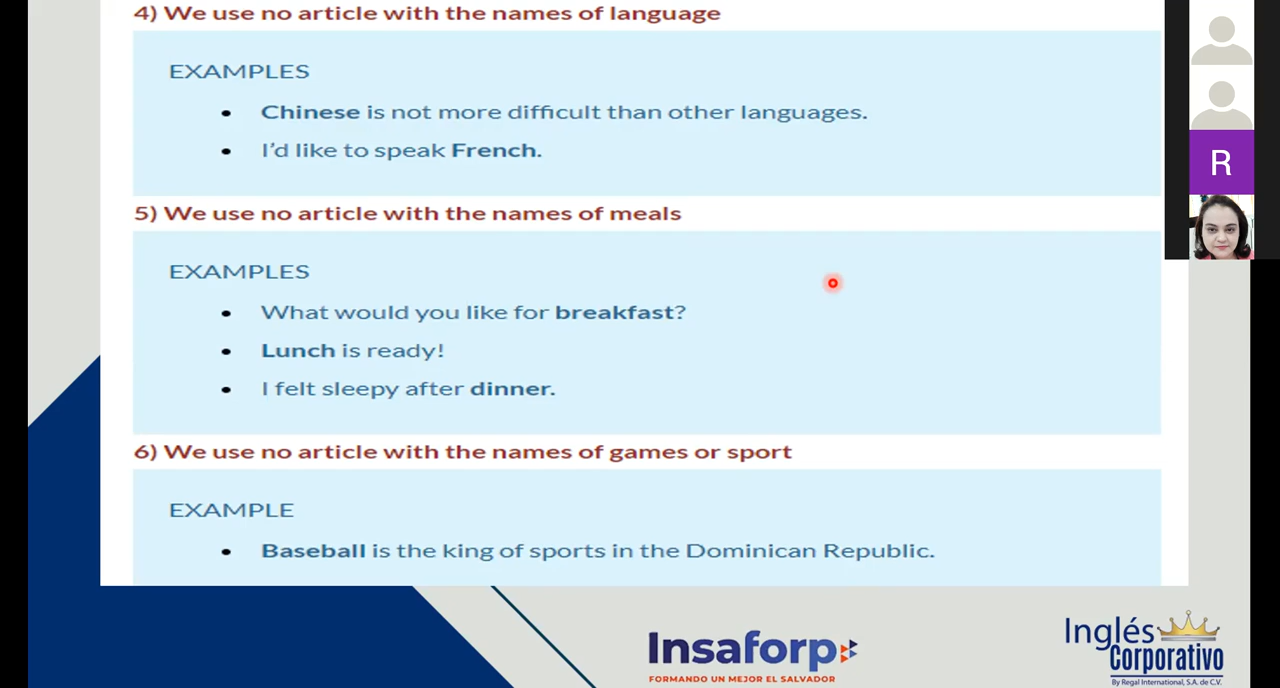 4) We use no article with the names of language
EXAMPLES
• Chinese is not more difficult than other languages.
• I'd like to speak French.
5) We use no article with the names of meals
EXAMPLES
• What would you like for breakfast?
• Lunch is ready!
• I felt sleepy after dinner.
6) We use no article with the names of games or sport
EXAMPLE
• Baseball is the king of sports in the Dominican Republic.
R
Insaforp
FORMANDO UN MEJOR EL SALVADOR
Inglés
Corporativo
By Regal International, S.A. de C.V.